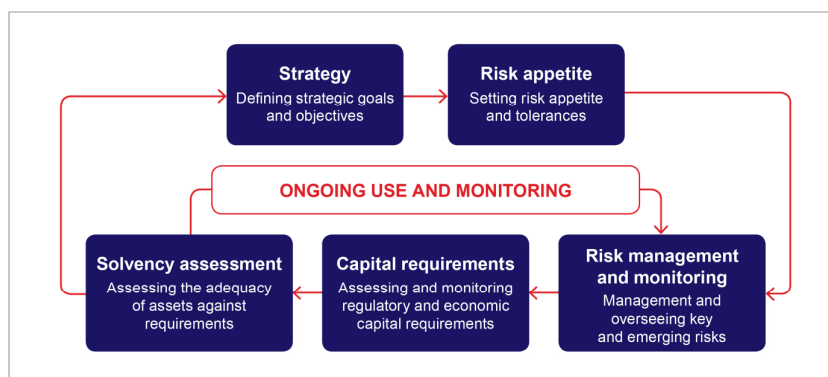 Strategy
Defining strategic goals
and objectives
Risk appetite
Setting risk appetite
and tolerances
ONGOING USE AND MONITORING
Solvency assessment
Assessing the adequacy
of assets against
requirements
Capital requirements
Assessing and monitoring
regulatory and economic
capital requirements
Risk management
and monitoring
Management and
overseeing key
and emerging risks